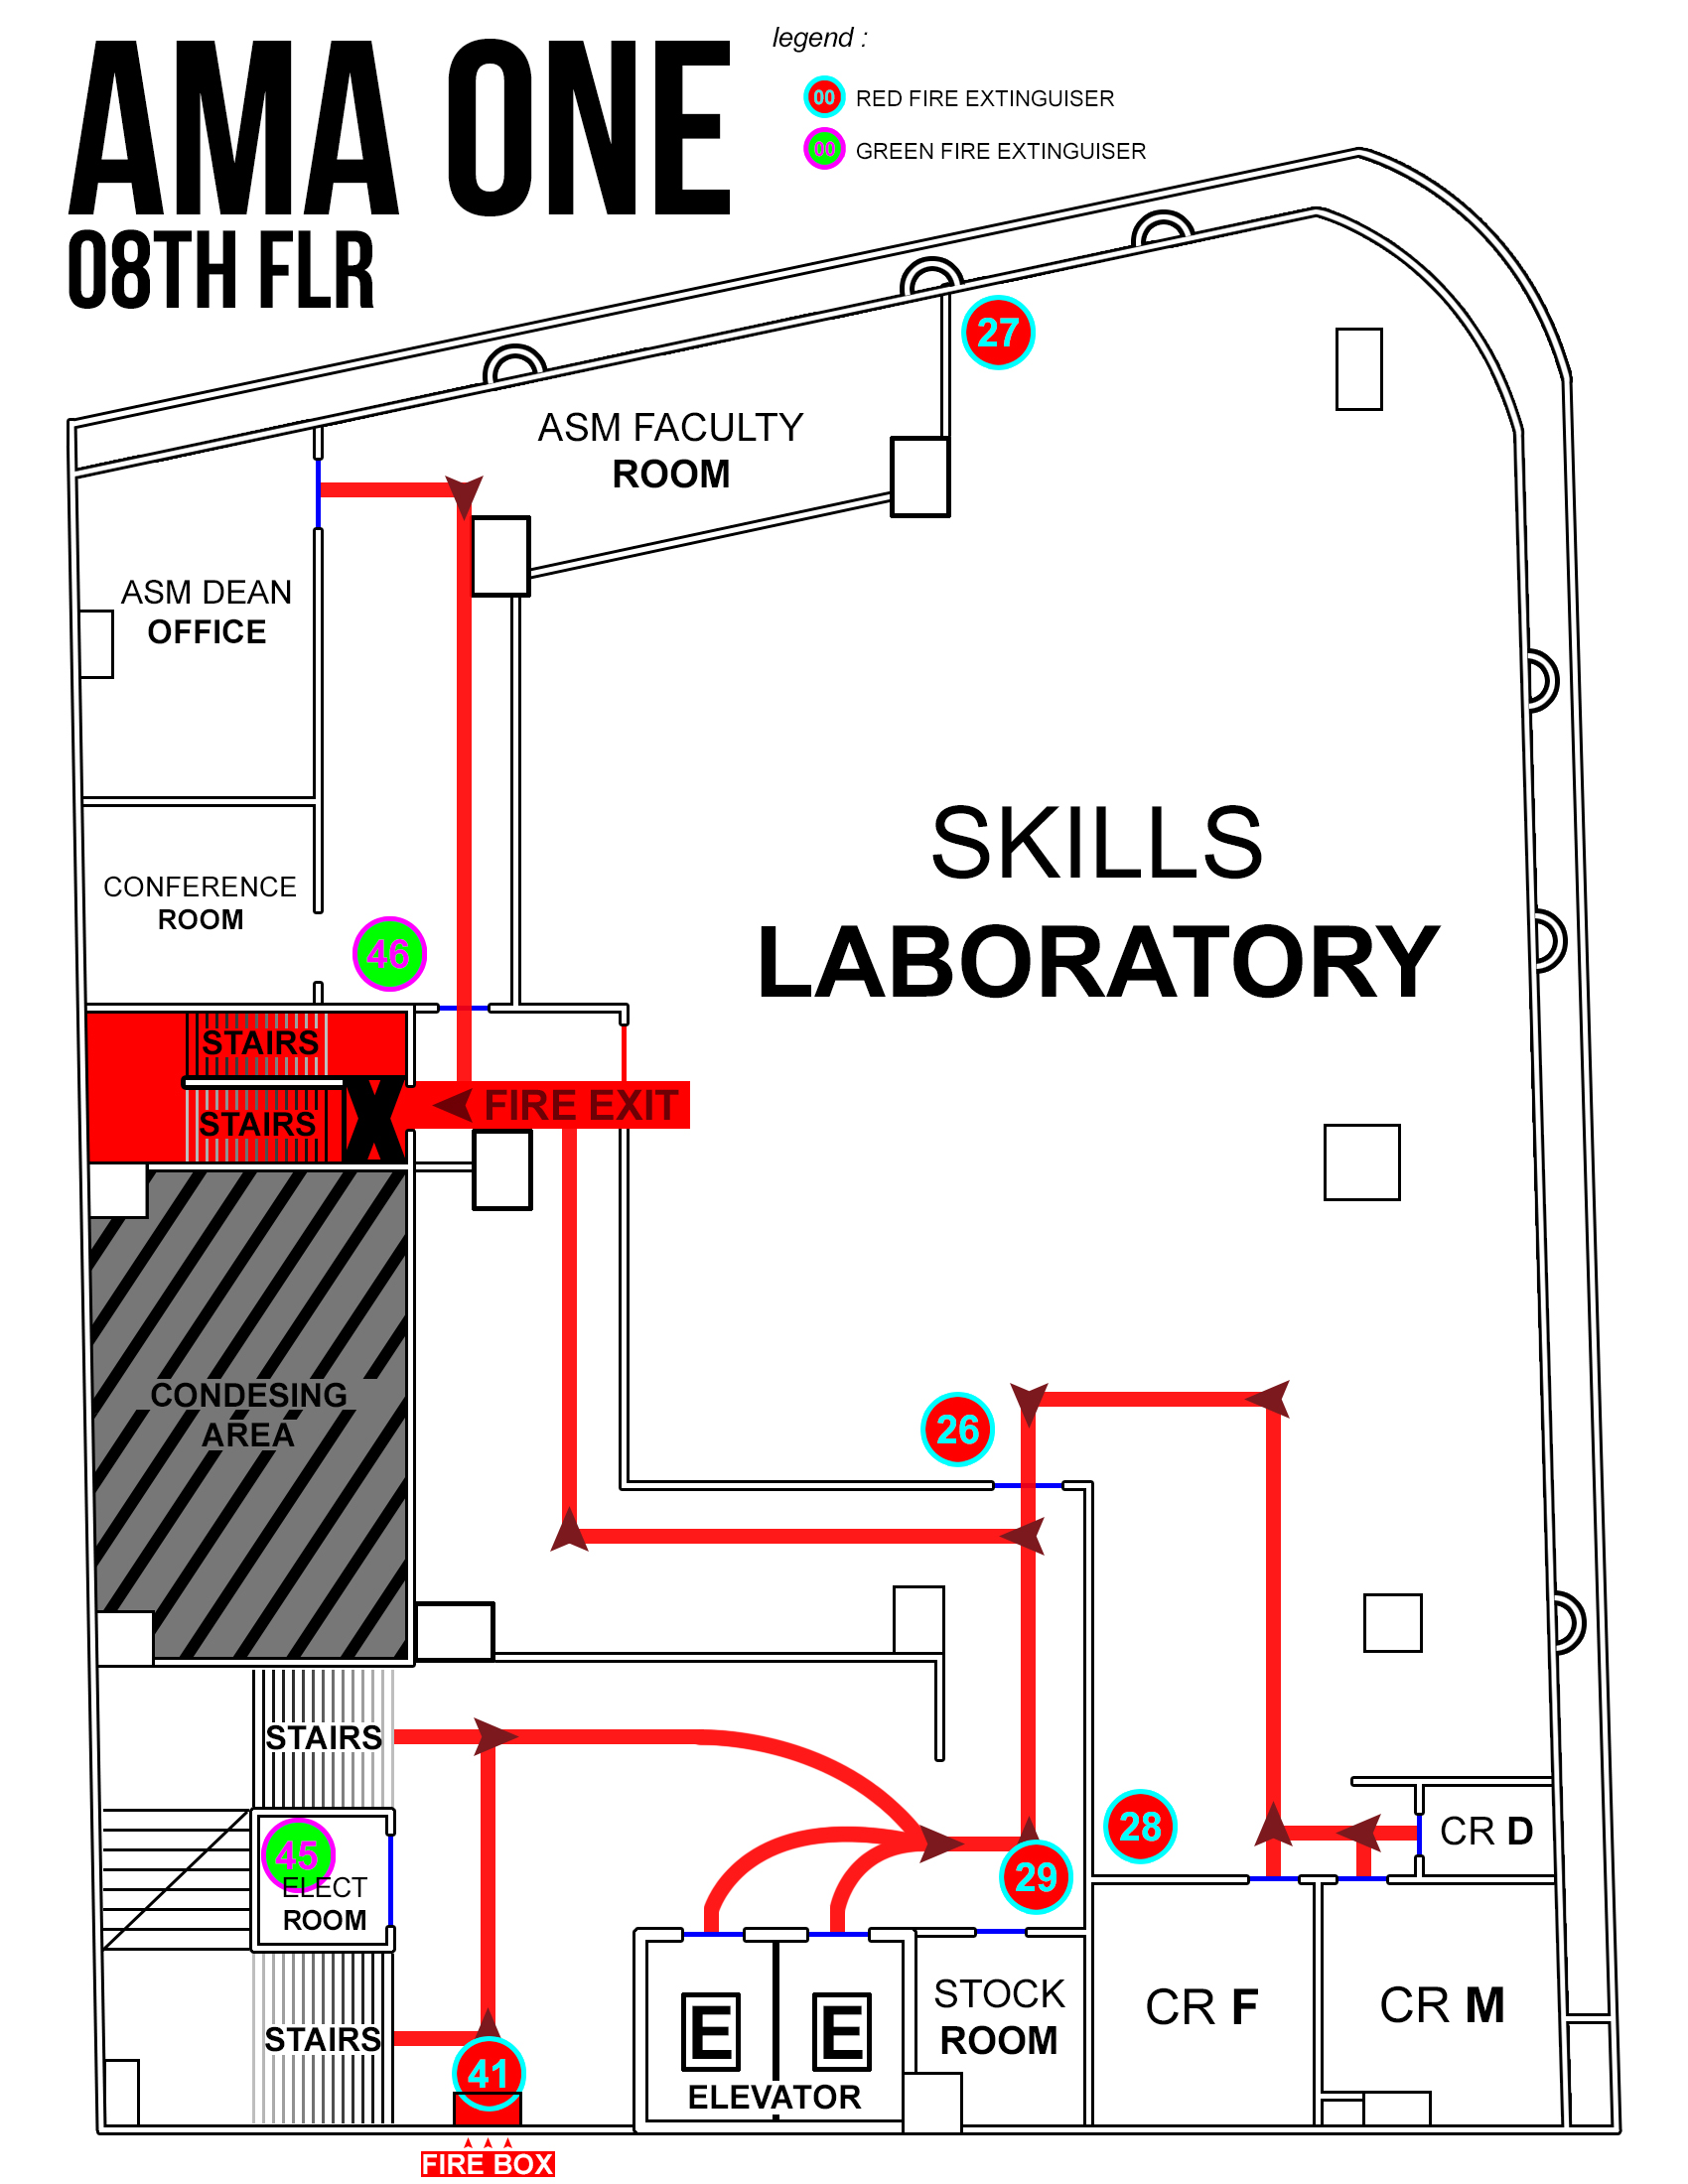 AMA ONE
08TH FLR
legend :
00 RED FIRE EXTINGUISER
00 GREEN FIRE EXTINGUISER
27
ASM FACULTY
ROOM
ASM DEAN
OFFICE
SKILLS
LABORATORY
CONFERENCE
ROOM
46
STAIRS
STAIRS
X
FIRE EXIT
CONDESING
AREA
26
STAIRS
28
CR D
45
ELECT
ROOM
29
STOCK
ROOM
CR F
CR M
E E
ELEVATOR
STAIRS
41
FIRE BOX